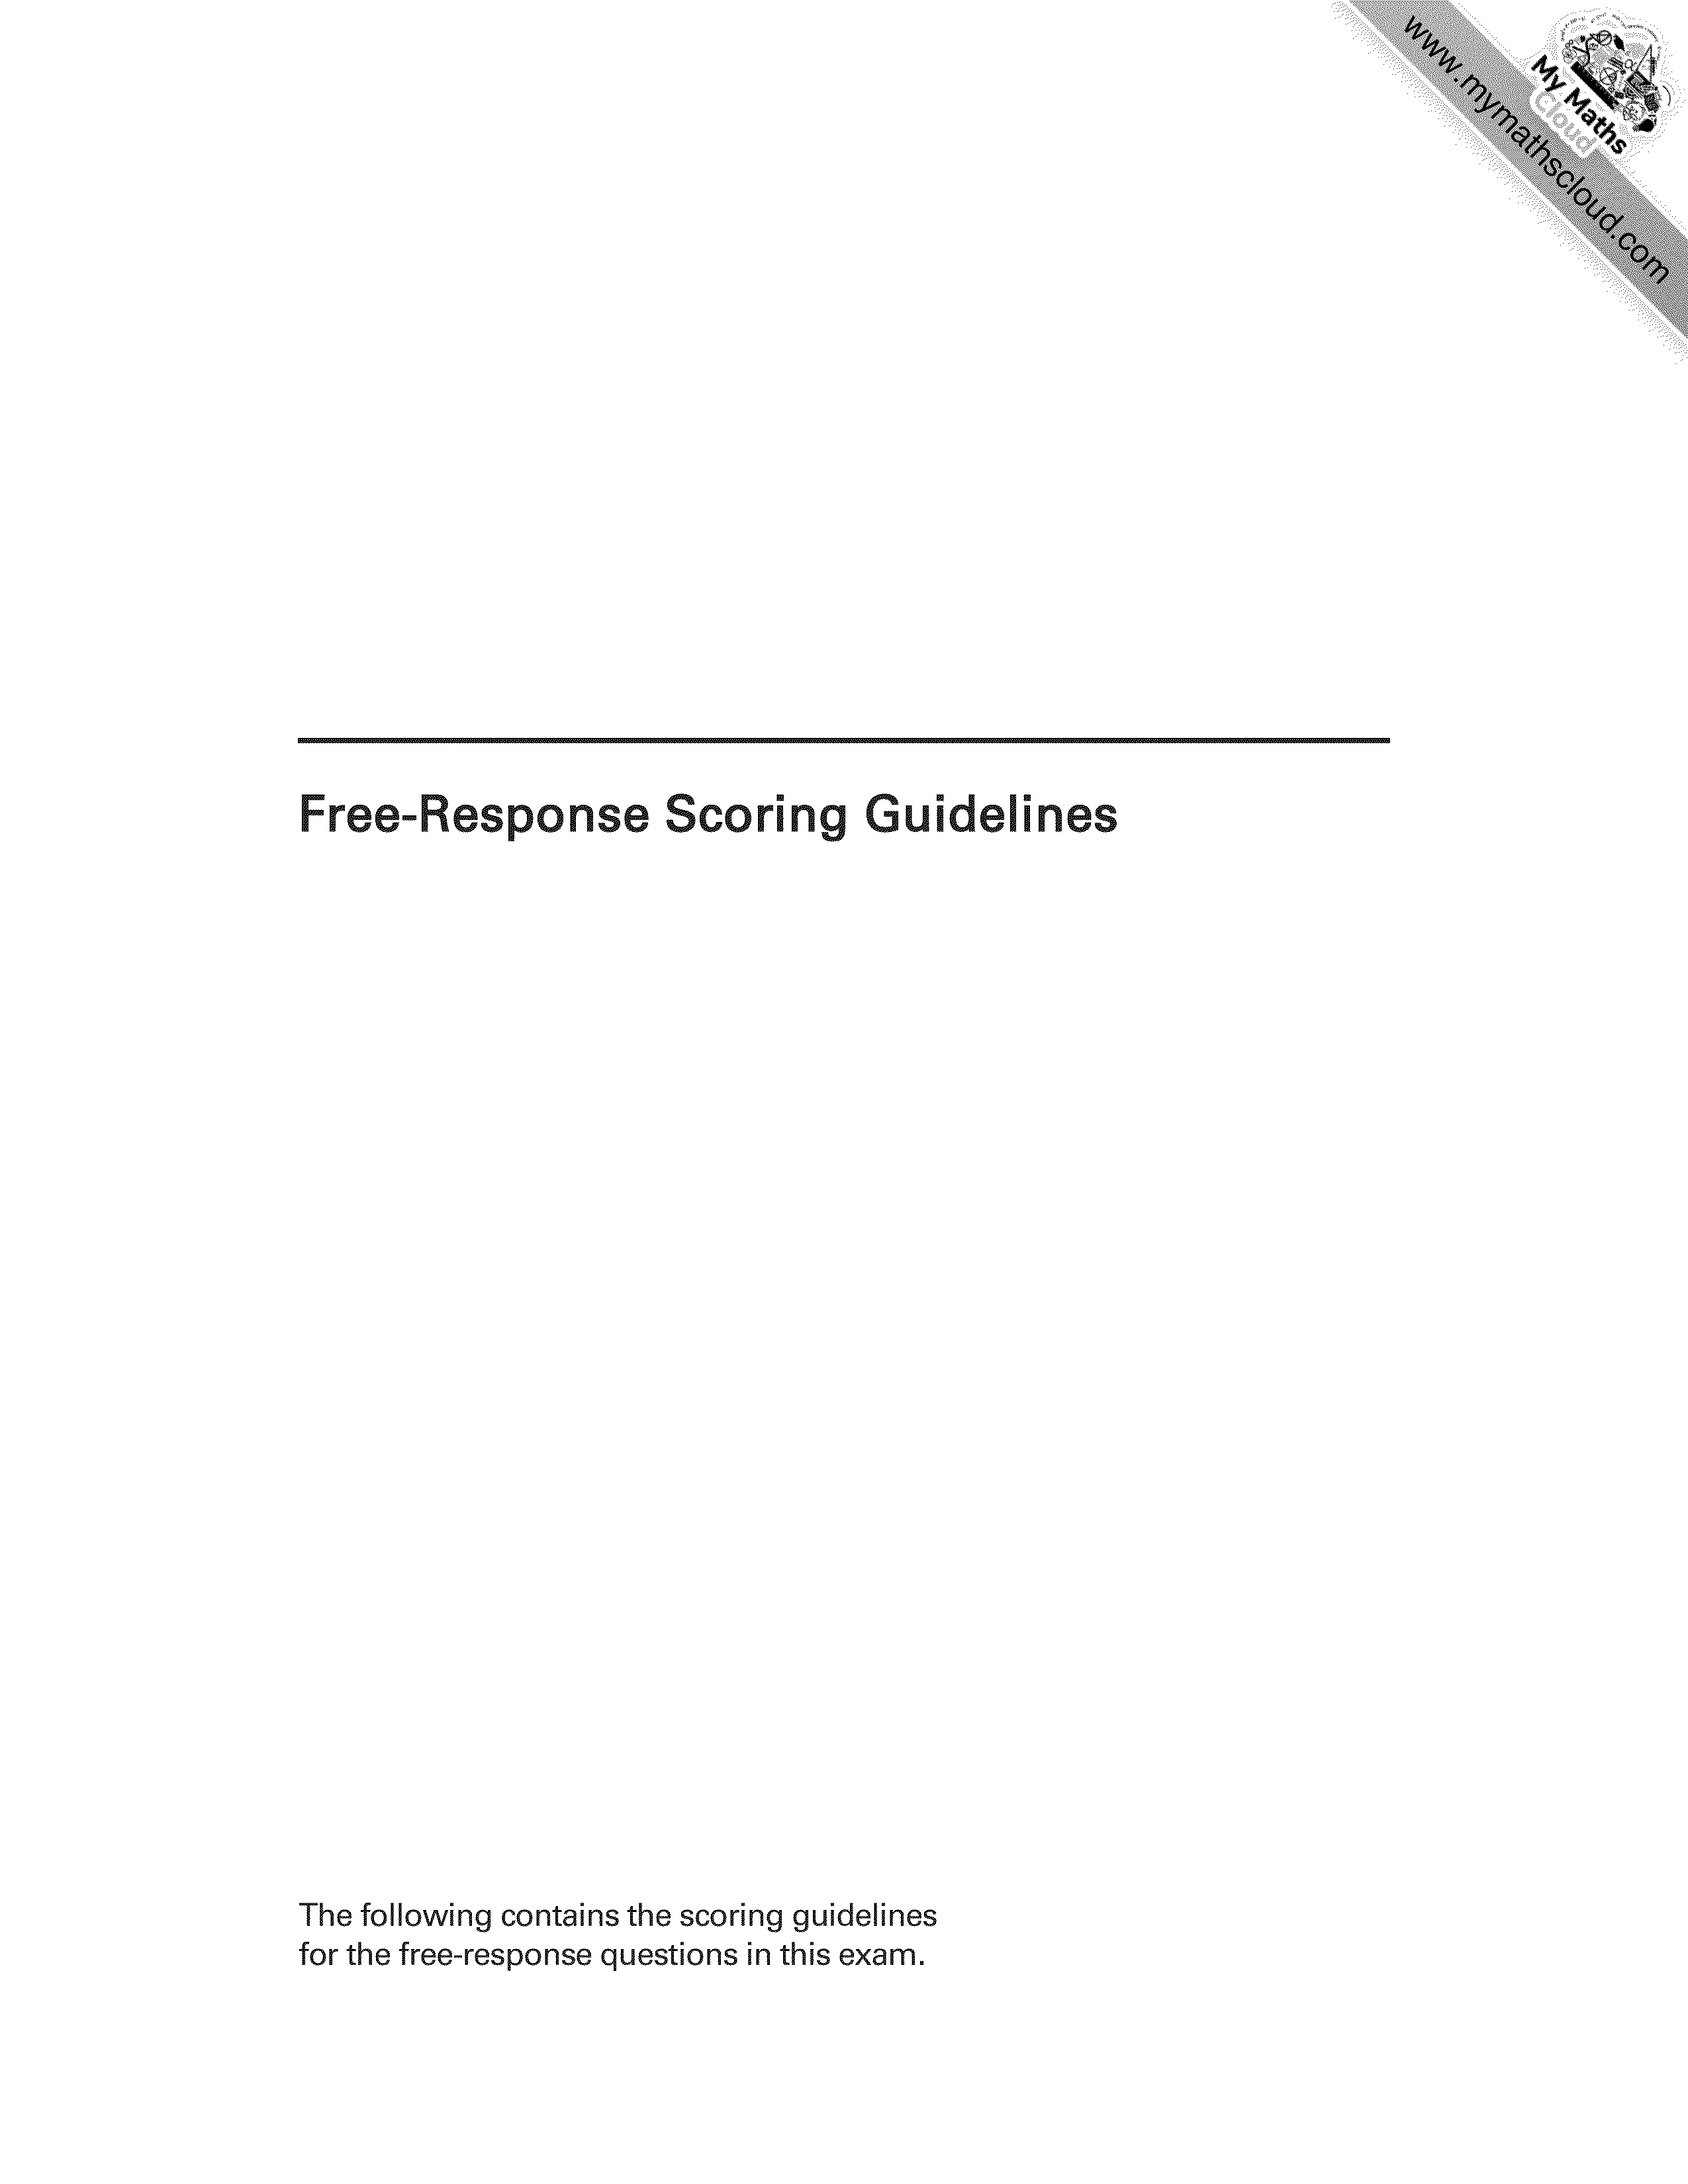 www.mymathscloud.com
My Maths
Cloud
Free-Response Scoring Guidelines
The following contains the scoring guidelines
for the free-response questions in this exam.